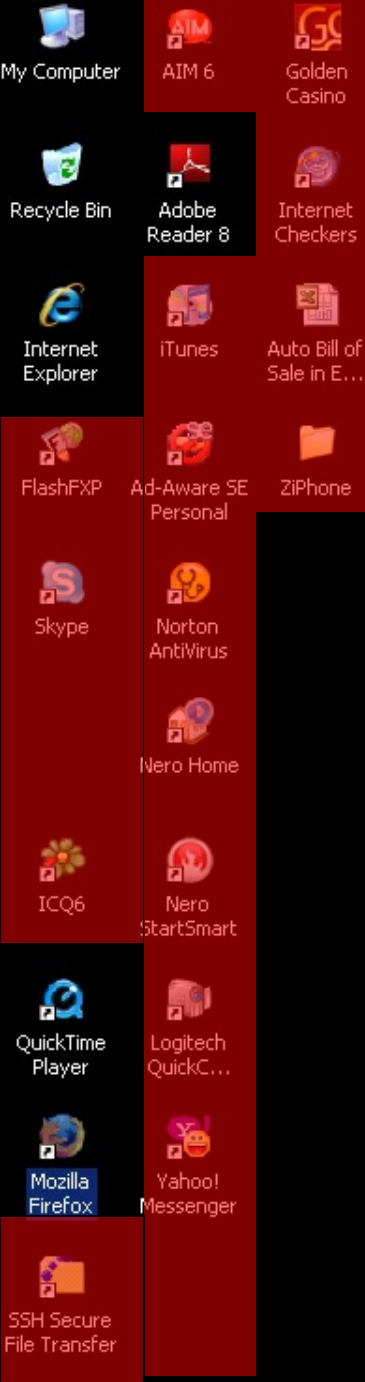 My Computer
Recycle Bin
Internet
Explorer
FlashFXP
Skype
ICQ6
QuickTime
Player
Mozilla
Firefox
SSH Secure
File Transfer
AIM
AIM 6
Adobe
Reader 8
iTunes
Ad-Aware SE
Personal
Norton
AntiVirus
Nero Home
Nero
StartSmart
Logitech
QuickC...
Yahoo!
Messenger
Golden
Casino
Internet
Checkers
Auto Bill of
Sale in E...
ZiPhone